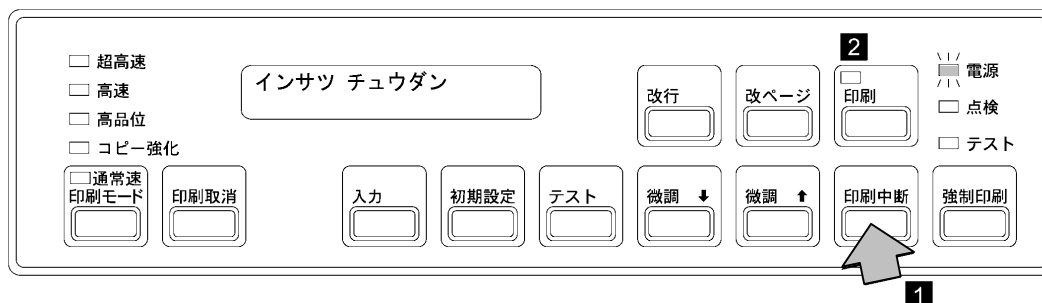 2
超高速
高速
高品位
コピー強化
インサツ チュウダン
改行
改ページ
印刷
電源
点検
テスト
通常速
印刷モード
印刷取消
入力
初期設定
テスト
微調 ⬇
微調 ⬆
印刷中断
強制印刷
1